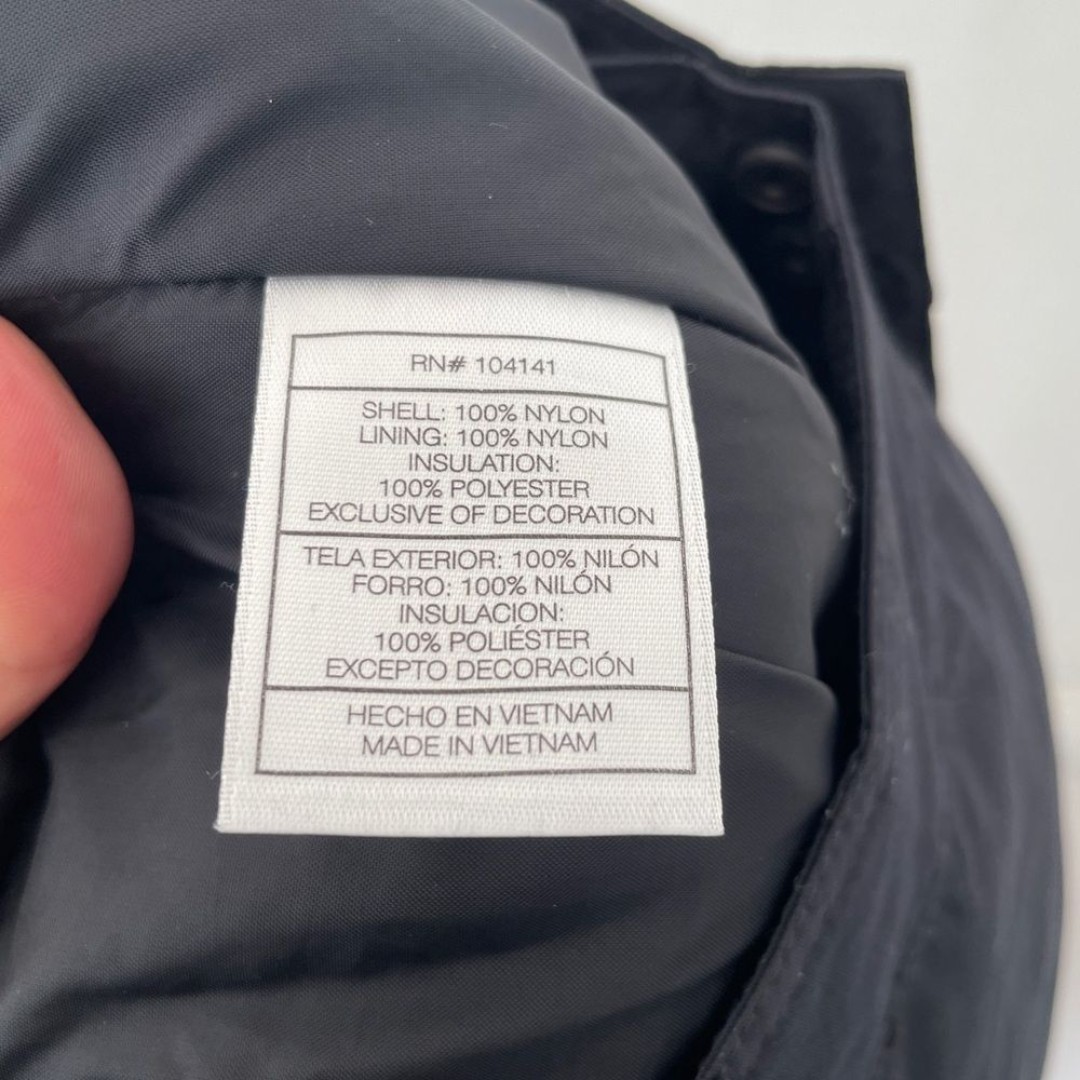 RN# 104141
SHELL: 100% NYLON
LINING: 100% NYLON
INSULATION:
100% POLYESTER
EXCLUSIVE OF DECORATION
TELA EXTERIOR: 100% NILÓN
FORRO: 100% NILÓN
INSULACION:
100% POLIÉSTER
EXCEPTO DECORACIÓN
HECHO EN VIETNAM
MADE IN VIETNAM